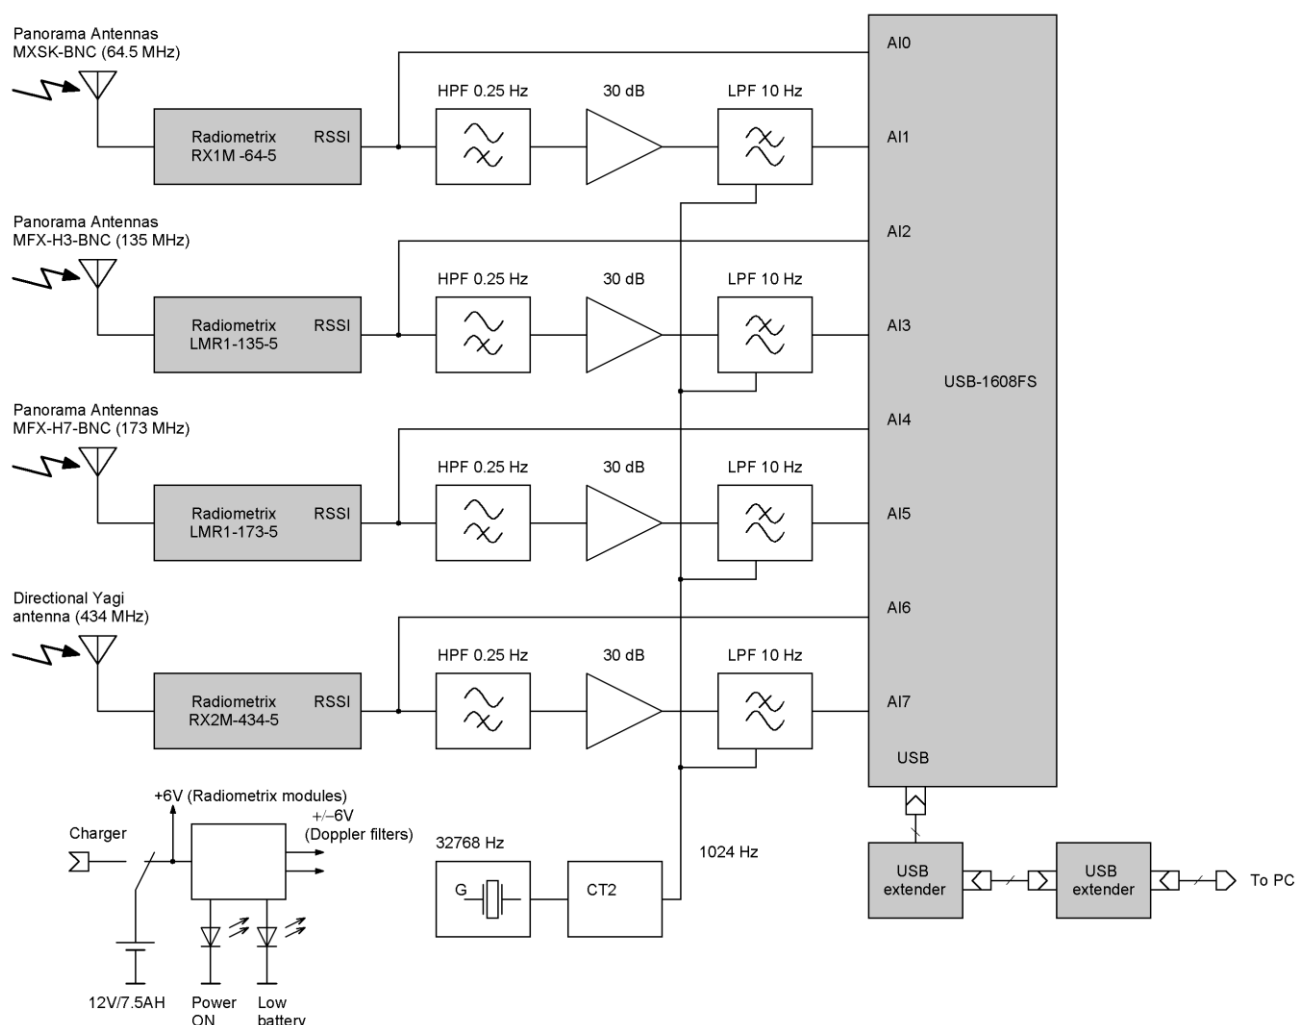 Panorama Antennas
MXSK-BNC (64.5 MHz)
Radiometrix
RX1M -64-5
RSSI
HPF 0.25 Hz
30 dB
LPF 10 Hz
AI0
AI1
Panorama Antennas
MFX-H3-BNC (135 MHz)
Radiometrix
LMR1-135-5
RSSI
HPF 0.25 Hz
30 dB
LPF 10 Hz
AI2
AI3
USB-1608FS
Panorama Antennas
MFX-H7-BNC (173 MHz)
Radiometrix
LMR1-173-5
RSSI
HPF 0.25 Hz
30 dB
LPF 10 Hz
AI4
AI5
Directional Yagi
antenna (434 MHz)
Radiometrix
RX2M-434-5
RSSI
HPF 0.25 Hz
30 dB
LPF 10 Hz
AI6
AI7
USB
+6V (Radiometrix modules)
+/−6V
(Doppler filters)
Charger
12V/7.5AH
Power
ON
Low
battery
32768 Hz
G
CT2
1024 Hz
USB
extender
USB
extender
To PC